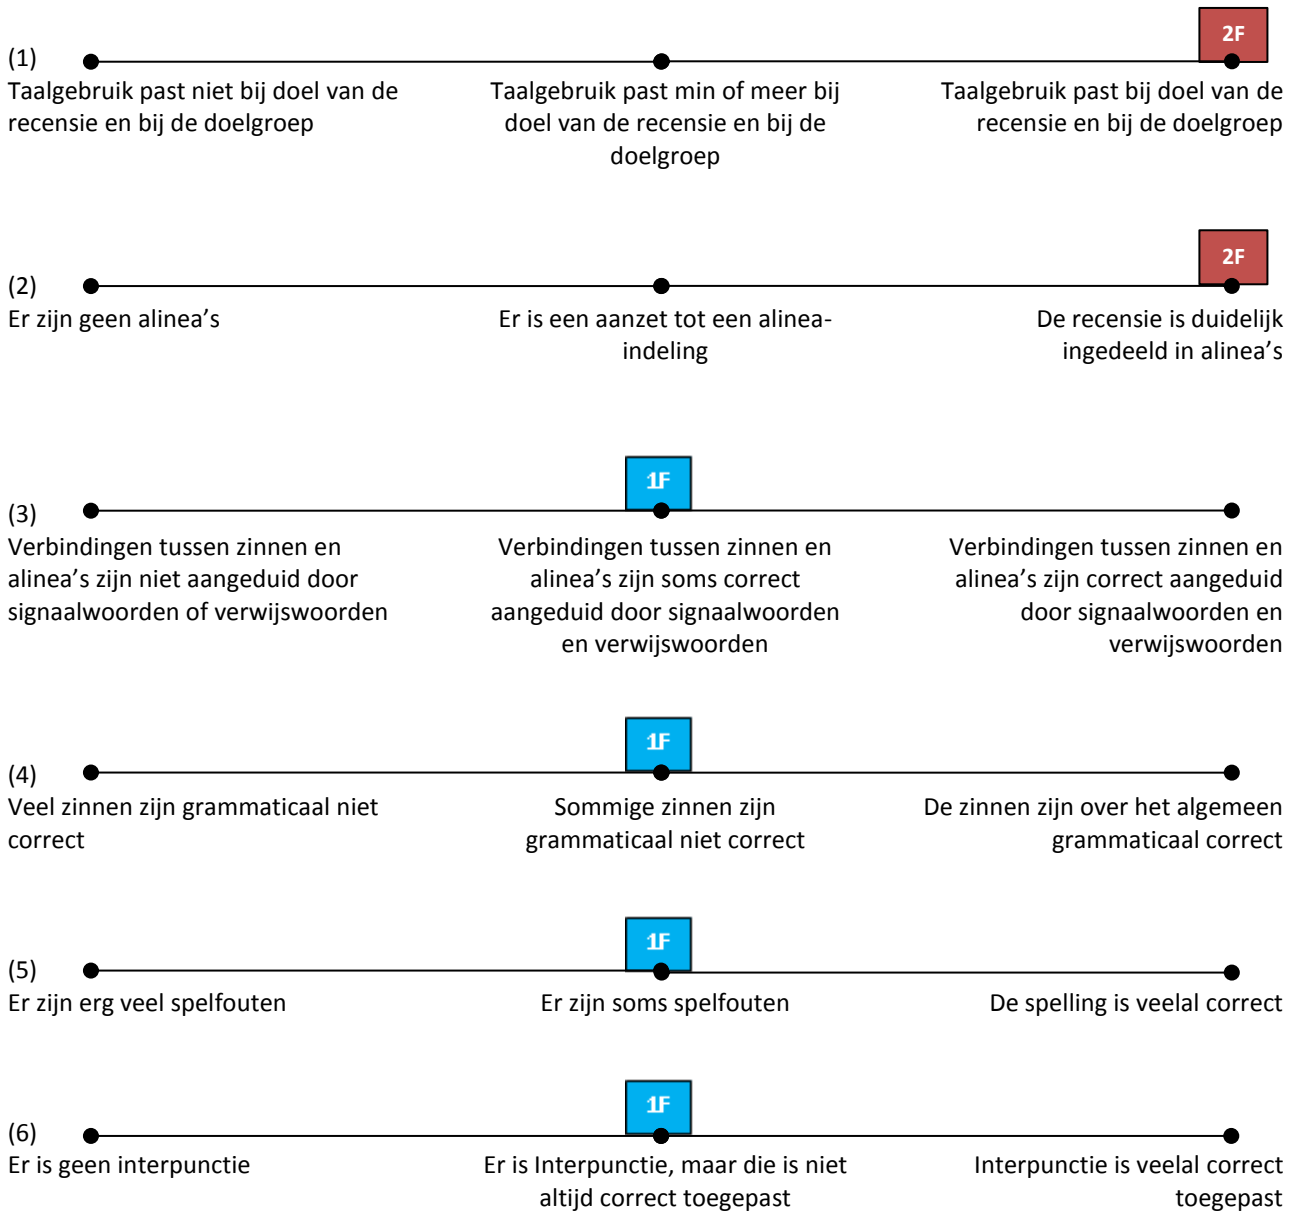 2F
(1)
Taalgebruik past niet bij doel van de
recensie en bij de doelgroep
Taalgebruik past min of meer bij
doel van de recensie en bij de
doelgroep
Taalgebruik past bij doel van de
recensie en bij de doelgroep
2F
(2)
Er zijn geen alinea’s
Er is een aanzet tot een alinea-
indeling
De recensie is duidelijk
ingedeeld in alinea’s
1F
(3)
Verbindingen tussen zinnen en
alinea’s zijn niet aangeduid door
signaalwoorden of verwijswoorden
Verbindingen tussen zinnen en
alinea’s zijn soms correct
aangeduid door signaalwoorden
en verwijswoorden
Verbindingen tussen zinnen en
alinea’s zijn correct aangeduid
door signaalwoorden en
verwijswoorden
1F
(4)
Veel zinnen zijn grammaticaal niet
correct
Sommige zinnen zijn
grammaticaal niet correct
De zinnen zijn over het algemeen
grammaticaal correct
1F
(5)
Er zijn erg veel spelfouten
Er zijn soms spelfouten
De spelling is veelal correct
1F
(6)
Er is geen interpunctie
Er is Interpunctie, maar die is niet
altijd correct toegepast
Interpunctie is veelal correct
toegepast